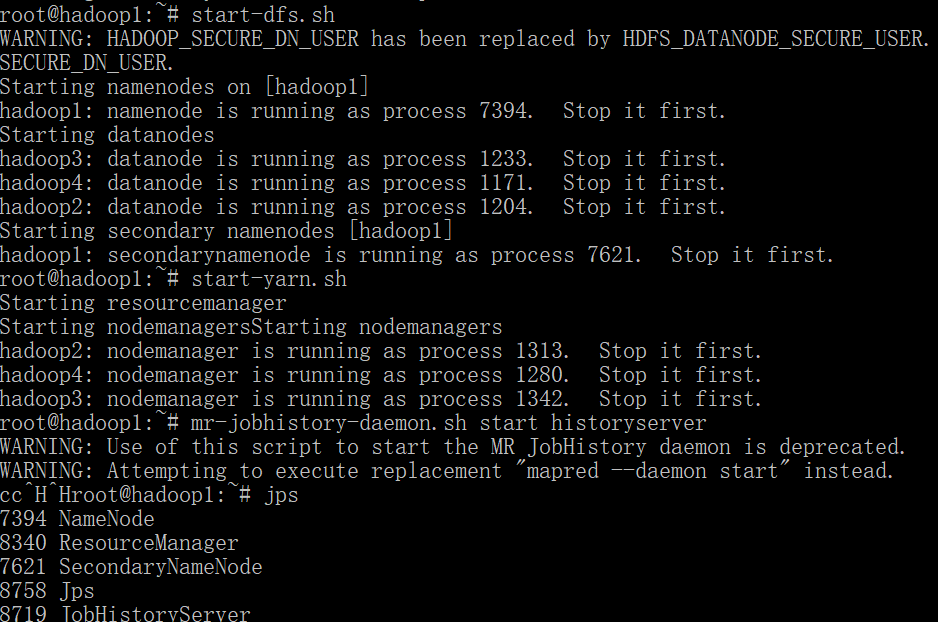 root@hadoop1:~# start-dfs.sh
WARNING: HADOOP_SECURE_DN_USER has been replaced by HDFS_DATANODE_SECURE_USER.
SECURE_DN_USER.
Starting namenodes on [hadoop1]
hadoop1: namenode is running as process 7394.  Stop it first.
Starting datanodes
hadoop3: datanode is running as process 1233.  Stop it first.
hadoop4: datanode is running as process 1171.  Stop it first.
hadoop2: datanode is running as process 1204.  Stop it first.
Starting secondary namenodes [hadoop1]
hadoop1: secondarynamenode is running as process 7621.  Stop it first.
root@hadoop1:~# start-yarn.sh
Starting resourcemanager
Starting nodemanagersStarting nodemanagers
hadoop2: nodemanager is running as process 1313.  Stop it first.
hadoop4: nodemanager is running as process 1280.  Stop it first.
hadoop3: nodemanager is running as process 1342.  Stop it first.
root@hadoop1:~# mr-jobhistory-daemon.sh start historyserver
WARNING: Use of this script to start the MR JobHistory daemon is deprecated.
WARNING: Attempting to execute replacement "mapred --daemon start" instead.
cc^H^Hroot@hadoop1:~# jps
7394 NameNode
8340 ResourceManager
7621 SecondaryNameNode
8758 Jps
8719 JobHistoryServer